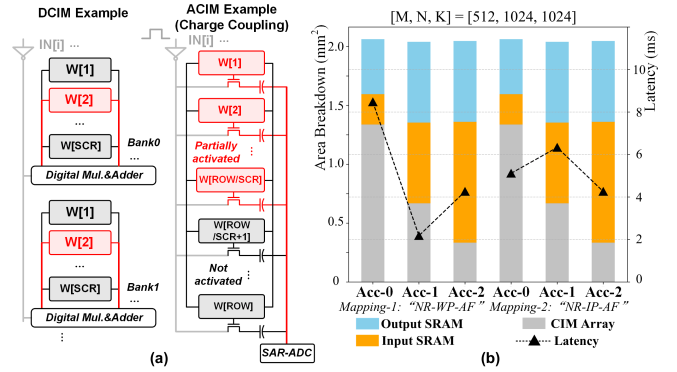 DCIM Example
IN[i] ...
W[1]
W[2]
...
W[SCR]
Bank0
...
Digital Mul.&Adder
W[1]
W[2]
...
W[SCR]
Bank1
...
Digital Mul.&Adder
...
ACIM Example
(Charge Coupling)
IN[i] ...
W[1]
W[2]
Partially
activated
...
W[ROW/SCR]
W[ROW
/SCR+1]
Not
activated
...
W[ROW]
SAR-ADC
(a)
[M, N, K] = [512, 1024, 1024]
Area Breakdown (mm²)
2.0
1.5
1.0
0.5
0
Latency (ms)
10
8
6
4
2
0
Acc-0 Acc-1 Acc-2 Acc-0 Acc-1 Acc-2
Mapping-1: “NR-WP-AF” Mapping-2: “NR-IP-AF”
Output SRAM CIM Array
Input SRAM Latency
(b)